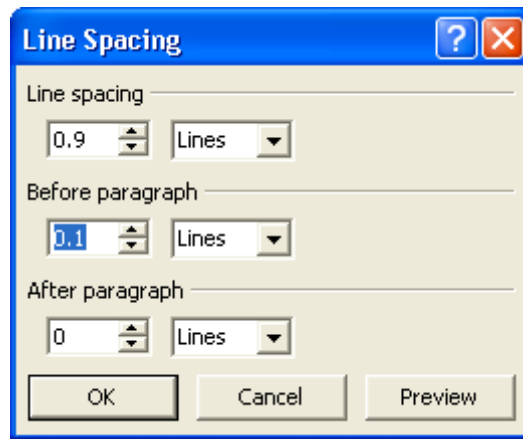 Line Spacing ?
Line spacing
0.9 Lines
Before paragraph
0.1 Lines
After paragraph
0 Lines
OK Cancel Preview